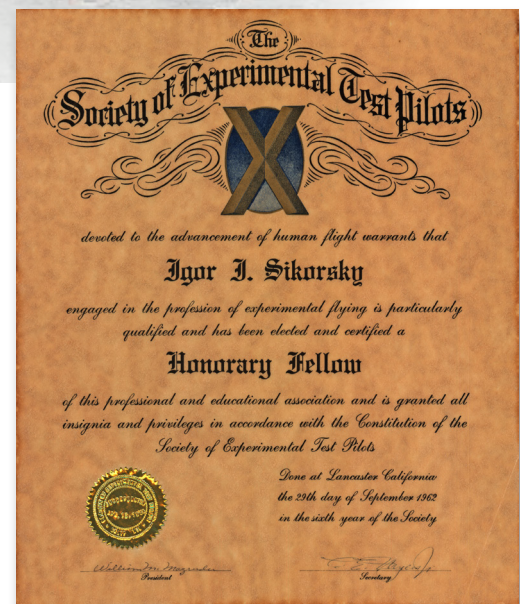 The
Society of Experimental Test Pilots
X
devoted to the advancement of human flight warrants that
Igor I. Sikorsky
engaged in the profession of experimental flying is particularly
qualified and has been elected and certified a
Honorary Fellow
of this professional and educational association and is granted all
insignia and privileges in accordance with the Constitution of the
Society of Experimental Test Pilots
Done at Lancaster California
the 29th day of September 1962
in the sixth year of the Society
William M. Magruder
President
Secretary